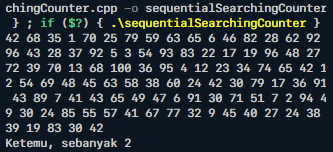 chingCounter.cpp -o sequentialSearchingCounter
 } ; if ($?) { .\sequentialSearchingCounter }
42 68 35 1 70 25 79 59 63 65 6 46 82 28 62 92
96 43 28 37 92 5 3 54 93 83 22 17 19 96 48 27
72 39 70 13 68 100 36 95 4 12 23 34 74 65 42 1
2 54 69 48 45 63 58 38 60 24 42 30 79 17 36 91
 43 89 7 41 43 65 49 47 6 91 30 71 51 7 2 94 4
9 30 24 85 55 57 41 67 77 32 9 45 40 27 24 38
39 19 83 30 42
Ketemu, sebanyak 2